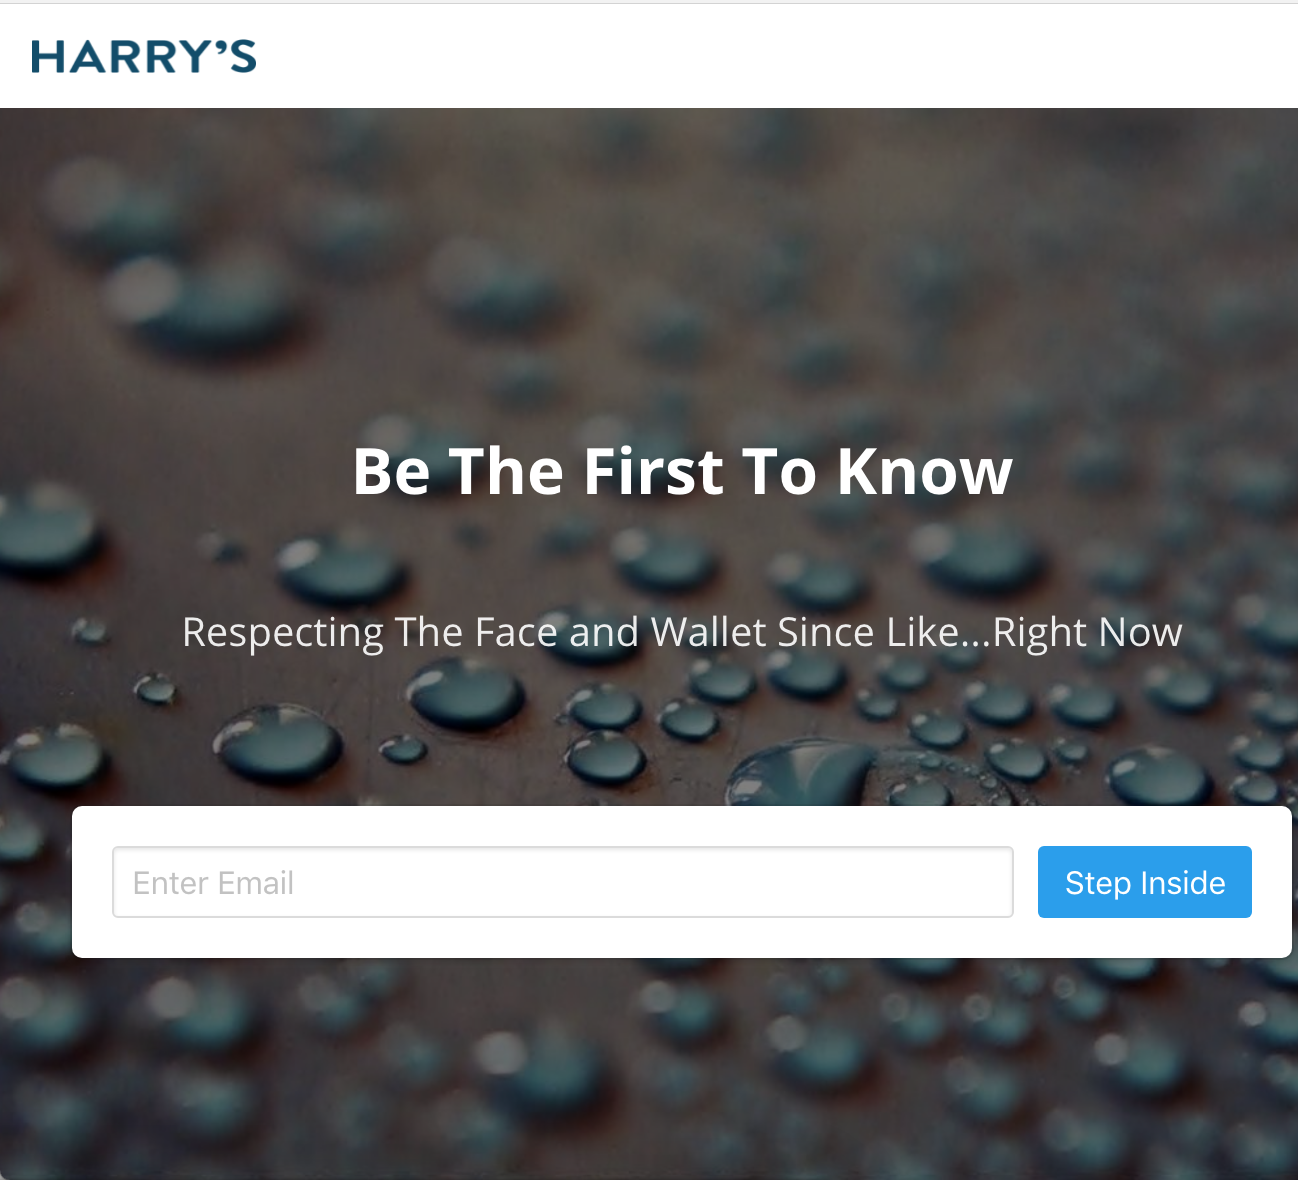 HARRY'S
Be The First To Know
Respecting The Face and Wallet Since Like...Right Now
Enter Email
Step Inside